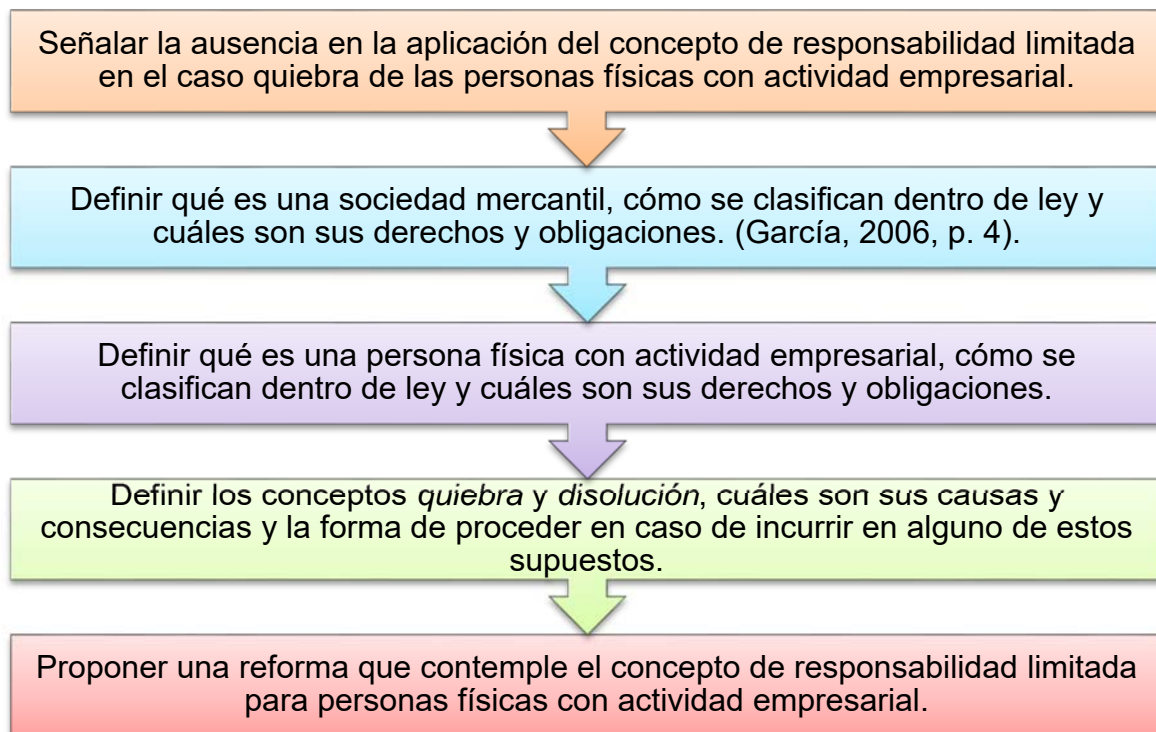 Señalar la ausencia en la aplicación del concepto de responsabilidad limitada
en el caso quiebra de las personas físicas con actividad empresarial.
Definir qué es una sociedad mercantil, cómo se clasifican dentro de ley y
cuáles son sus derechos y obligaciones. (García, 2006, p. 4).
Definir qué es una persona física con actividad empresarial, cómo se
clasifican dentro de ley y cuáles son sus derechos y obligaciones.
Definir los conceptos quiebra y disolución, cuáles son sus causas y
consecuencias y la forma de proceder en caso de incurrir en alguno de estos
supuestos.
Proponer una reforma que contemple el concepto de responsabilidad limitada
para personas físicas con actividad empresarial.